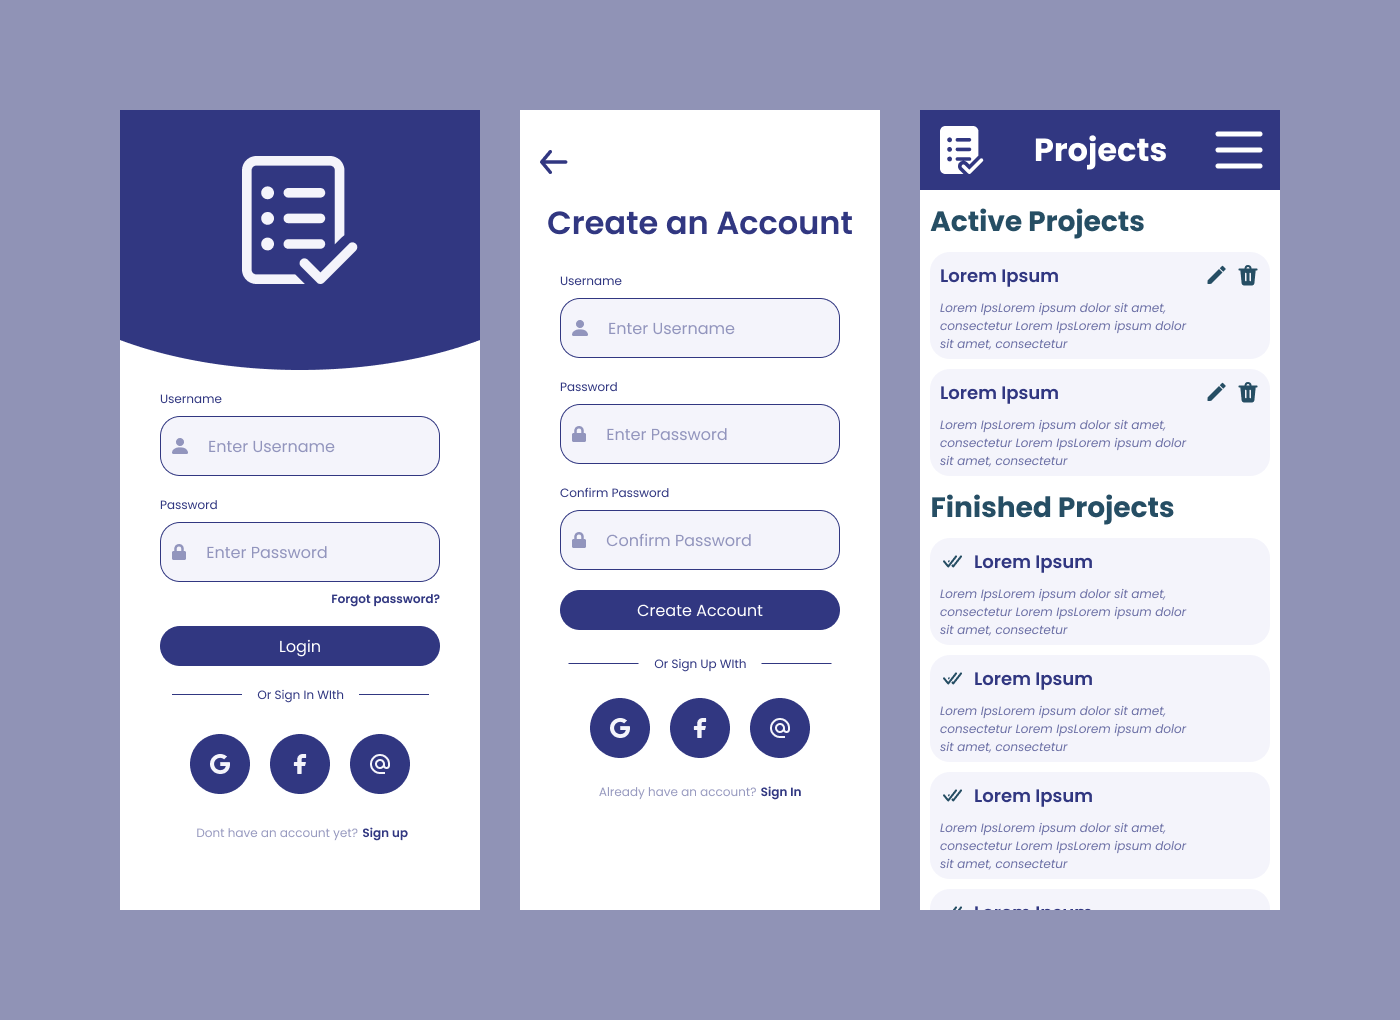 Username
Enter Username
Password
Enter Password
Forgot password?
Login
Or Sign In WIth
G f @
Dont have an account yet? Sign up
Create an Account
Username
Enter Username
Password
Enter Password
Confirm Password
Confirm Password
Create Account
Or Sign Up WIth
G f @
Already have an account? Sign In
Projects
Active Projects
Lorem Ipsum
Lorem IpsLorem ipsum dolor sit amet,
consectetur Lorem IpsLorem ipsum dolor
sit amet, consectetur
Lorem Ipsum
Lorem IpsLorem ipsum dolor sit amet,
consectetur Lorem IpsLorem ipsum dolor
sit amet, consectetur
Finished Projects
Lorem Ipsum
Lorem IpsLorem ipsum dolor sit amet,
consectetur Lorem IpsLorem ipsum dolor
sit amet, consectetur
Lorem Ipsum
Lorem IpsLorem ipsum dolor sit amet,
consectetur Lorem IpsLorem ipsum dolor
sit amet, consectetur
Lorem Ipsum
Lorem IpsLorem ipsum dolor sit amet,
consectetur Lorem IpsLorem ipsum dolor
sit amet, consectetur
Lorem Ipsum